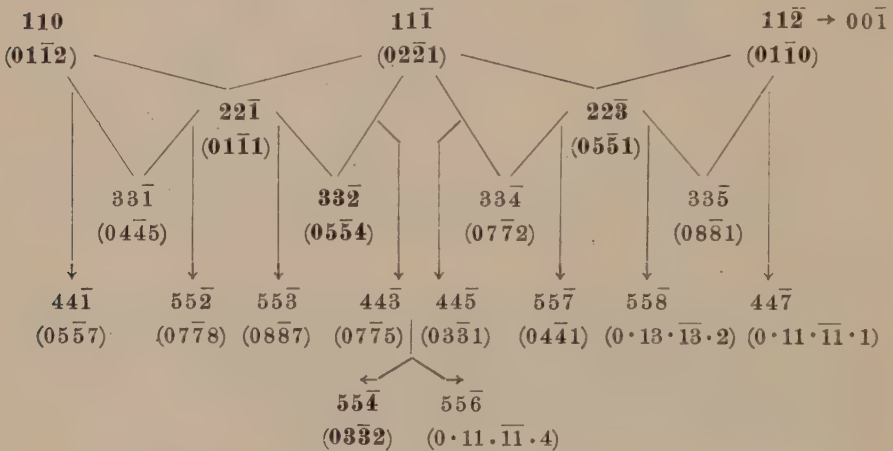 110 111̅ 112̅ → 001̅
(011̅2) (022̅1) (011̅0)
221̅ 223̅
(011̅1) (055̅1)
331̅ 332̅ 334̅ 335̅
(044̅5) (055̅4) (077̅2) (088̅1)
441̅ 552̅ 553̅ 443̅ 445̅ 557̅ 558̅ 447̅
(055̅7) (077̅8) (088̅7) (077̅5) (033̅1) (044̅1) (0·13·1̅3̅·2) (0·11·1̅1̅·1)
554̅ 556̅
(033̅2) (0·11·1̅1̅·4)